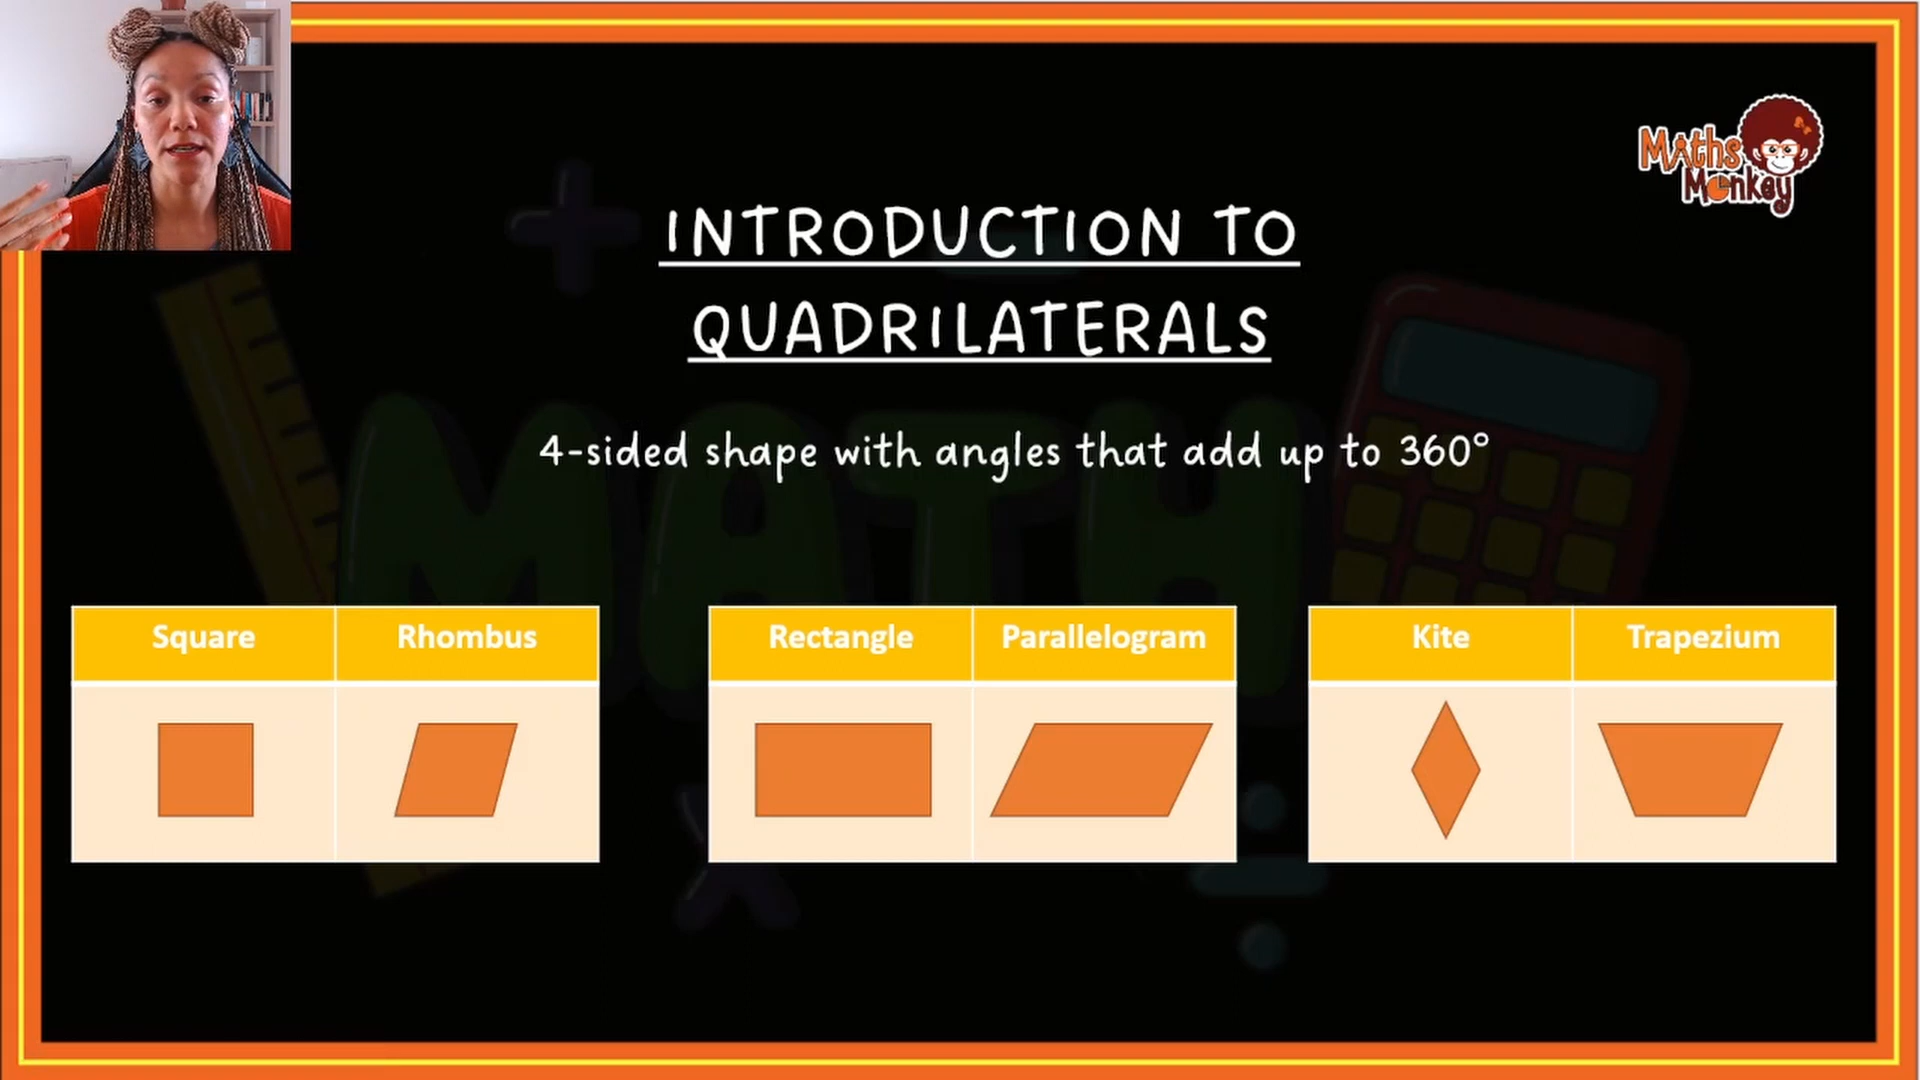 Maths
Monkey
INTRODUCTION TO
QUADRILATERALS
4-sided shape with angles that add up to 360°
MATH
Square Rhombus Rectangle Parallelogram Kite Trapezium